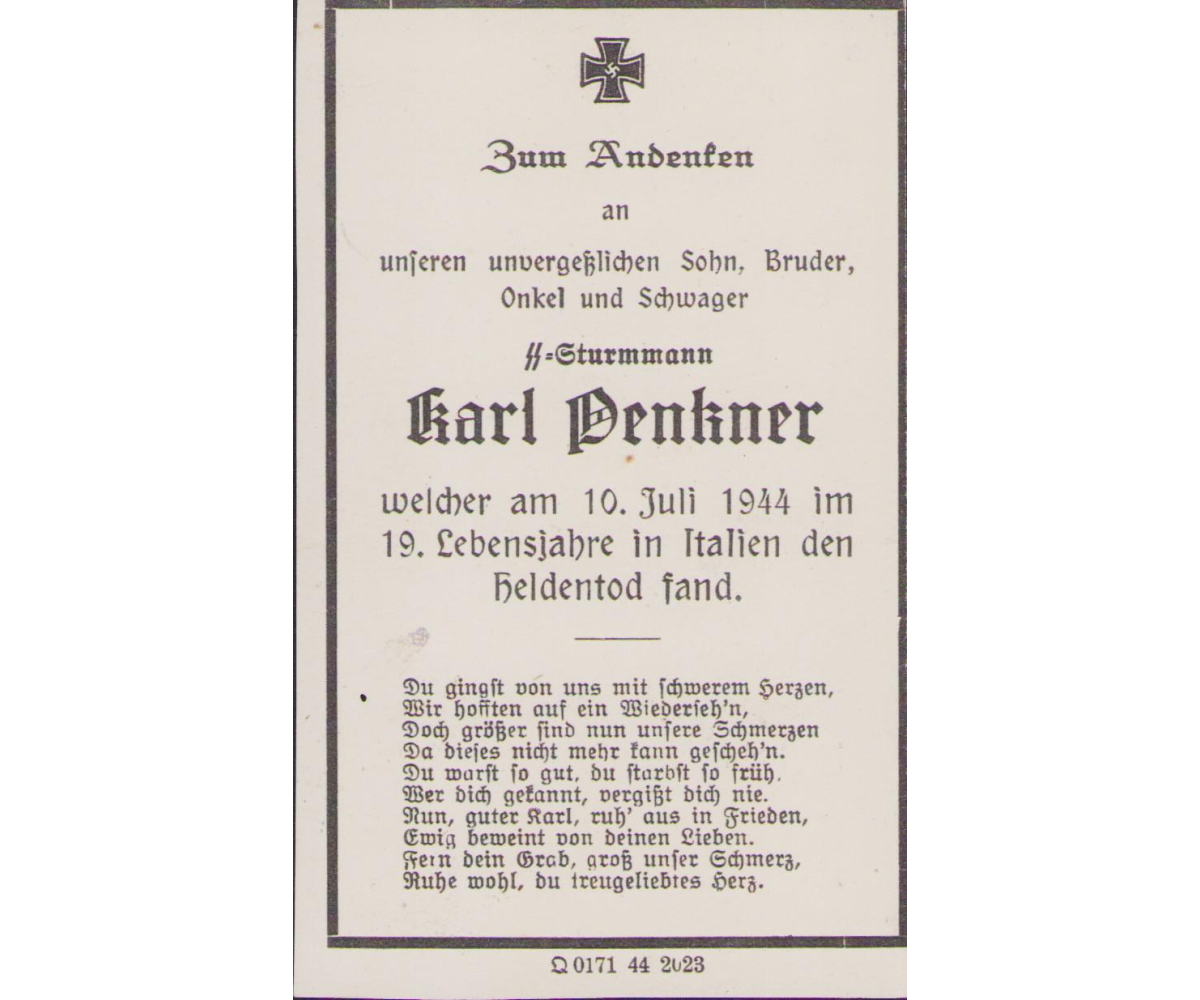 Zum Andenken
an
unseren unvergeßlichen Sohn, Bruder,
Onkel und Schwager
SS-Sturmmann
Karl Penkner
welcher am 10. Juli 1944 im
19. Lebensjahre in Italien den
Heldentod fand.
Du gingst von uns mit schwerem Herzen,
Wir hofften auf ein Wiederseh'n,
Doch größer sind nun unsere Schmerzen
Da dieses nicht mehr kann gescheh'n.
Du warst so gut, du starbst so früh,
Wer dich gekannt, vergißt dich nie.
Nun, guter Karl, ruh' aus in Frieden,
Ewig beweint von deinen Lieben.
Fern dein Grab, groß unser Schmerz,
Ruhe wohl, du treugeliebtes Herz.
Q 0171 44 2023